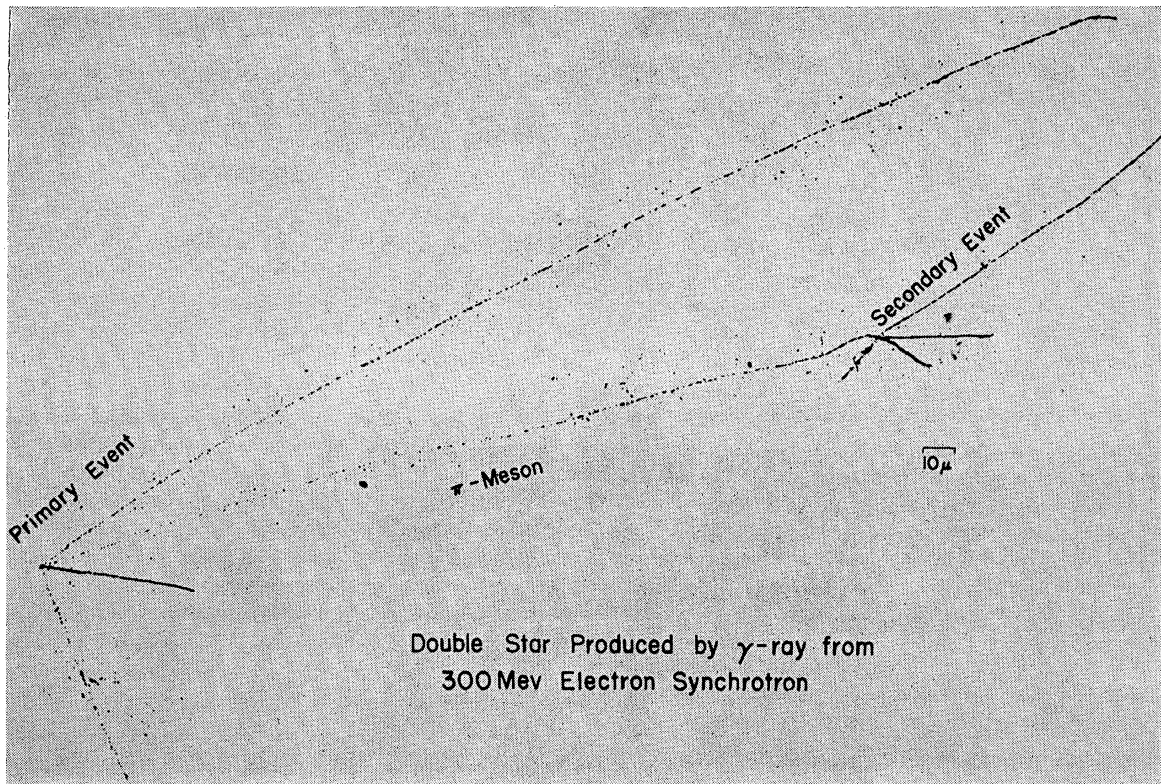 Secondary Event
Primary Event
π-Meson
10μ
Double Star Produced by γ-ray from
300 Mev Electron Synchrotron